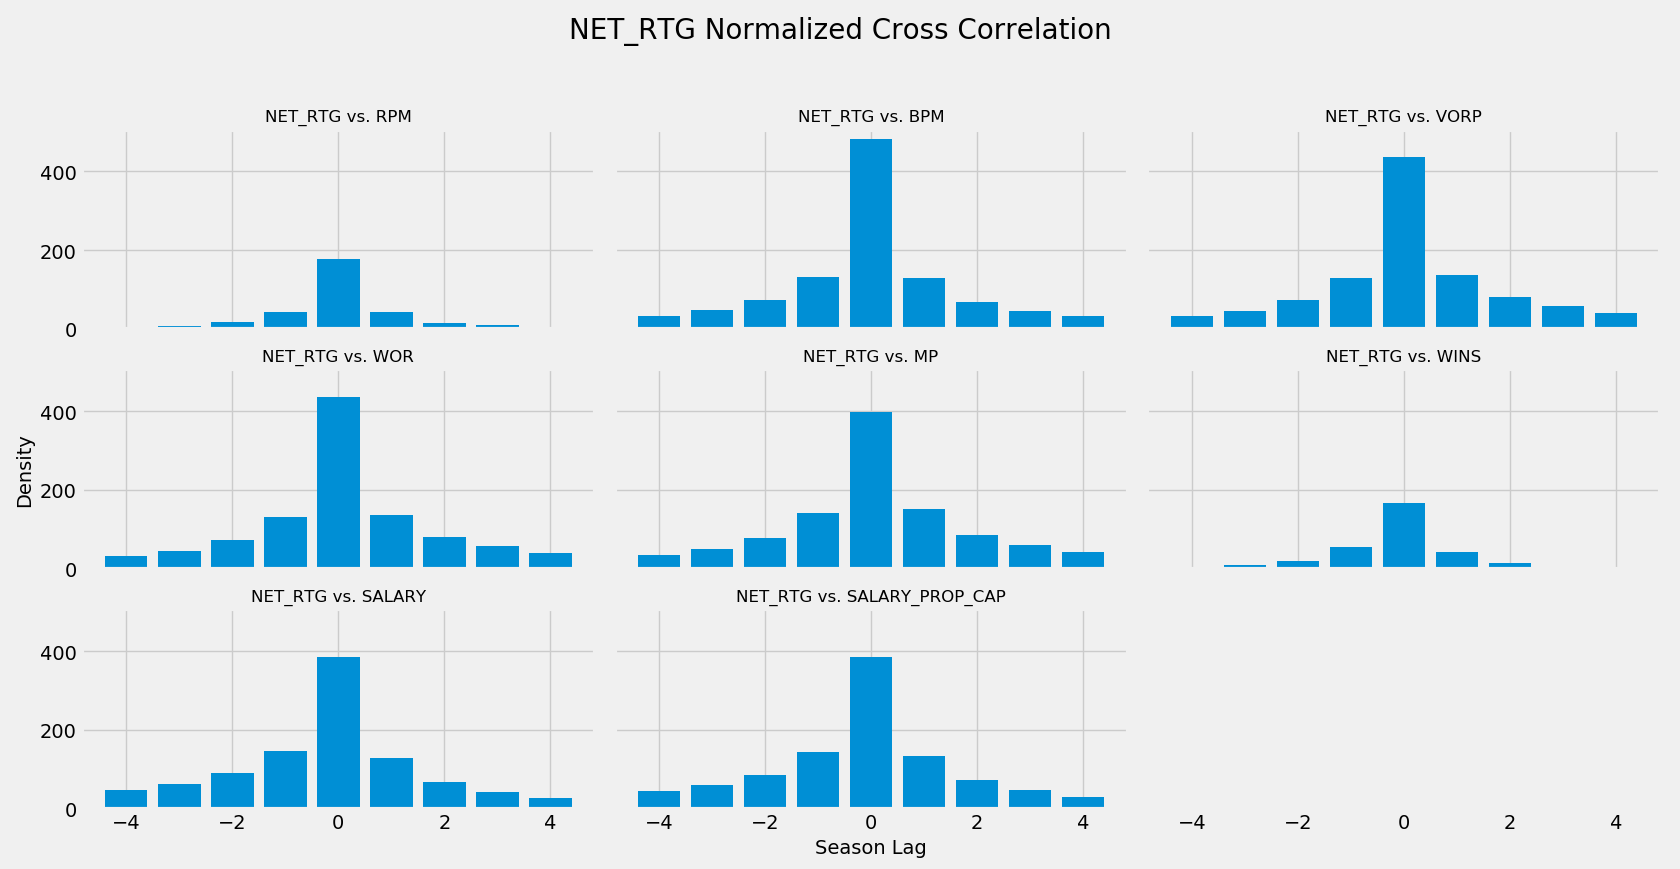 NET_RTG Normalized Cross Correlation
NET_RTG vs. RPM
NET_RTG vs. BPM
NET_RTG vs. VORP
400
200
0
NET_RTG vs. WOR
NET_RTG vs. MP
NET_RTG vs. WINS
Density
400
200
0
NET_RTG vs. SALARY
NET_RTG vs. SALARY_PROP_CAP
400
200
0
−4 −2 0 2 4
−4 −2 0 2 4
−4 −2 0 2 4
Season Lag